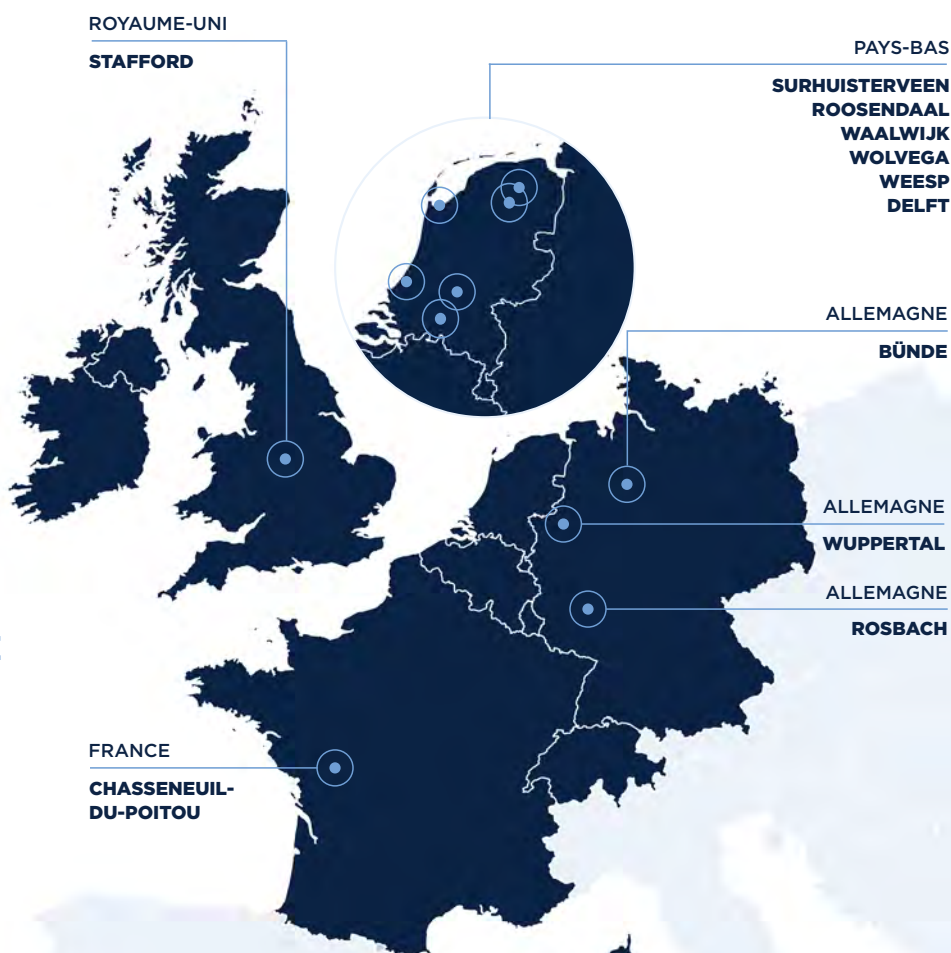 ROYAUME-UNI
STAFFORD
PAYS-BAS
SURHUISTERVEEN
ROOSENDAAL
WAALWIJK
WOLVEGA
WEESP
DELFT
ALLEMAGNE
BÜNDE
ALLEMAGNE
WUPPERTAL
ALLEMAGNE
ROSBACH
FRANCE
CHASSENEUIL-
DU-POITOU